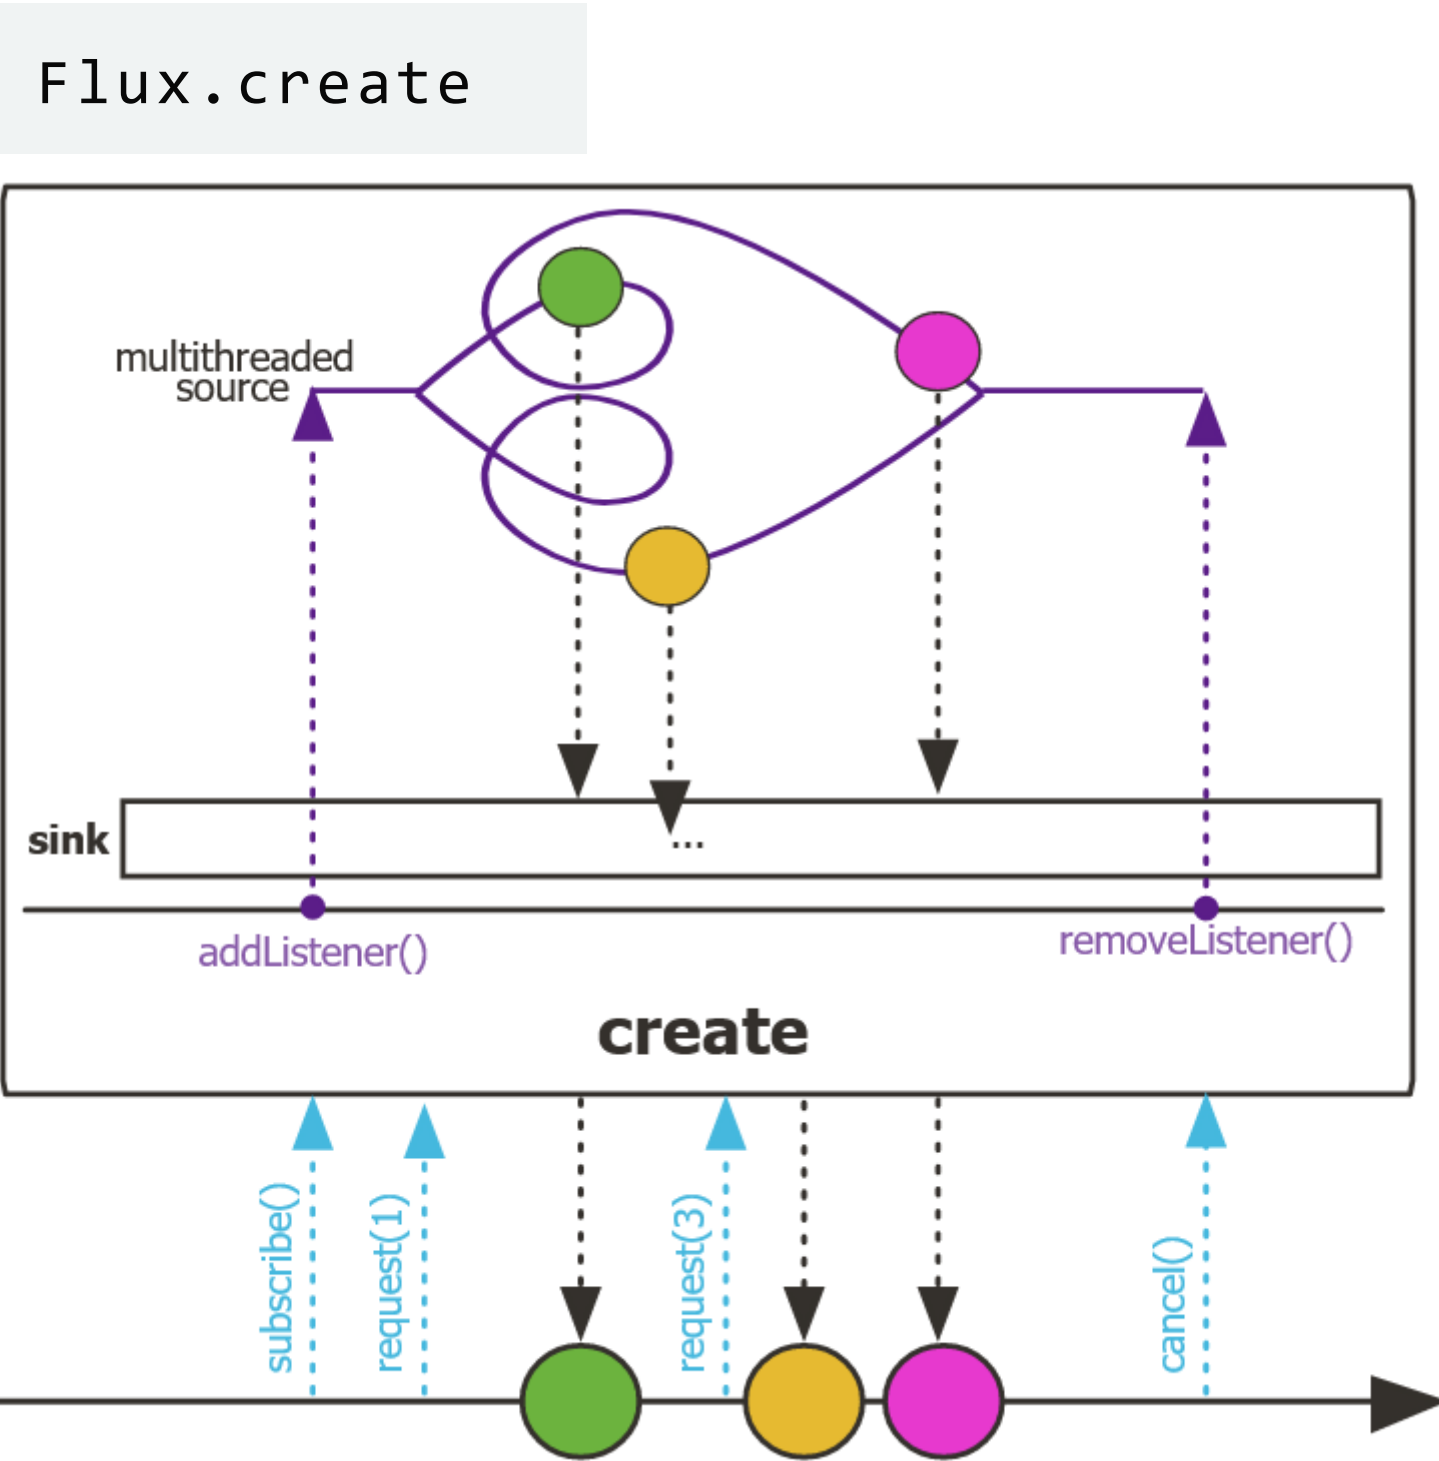 Flux.create
multithreaded
source
sink
...
addListener()
removeListener()
create
subscribe()
request(1)
request(3)
cancel()